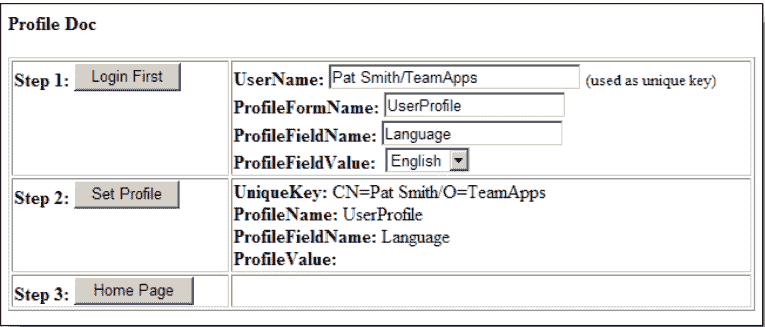 Profile Doc
Step 1: Login First
UserName: Pat Smith/TeamApps (used as unique key)
ProfileFormName: UserProfile
ProfileFieldName: Language
ProfileFieldValue: English
Step 2: Set Profile
UniqueKey: CN=Pat Smith/O=TeamApps
ProfileName: UserProfile
ProfileFieldName: Language
ProfileValue:
Step 3: Home Page